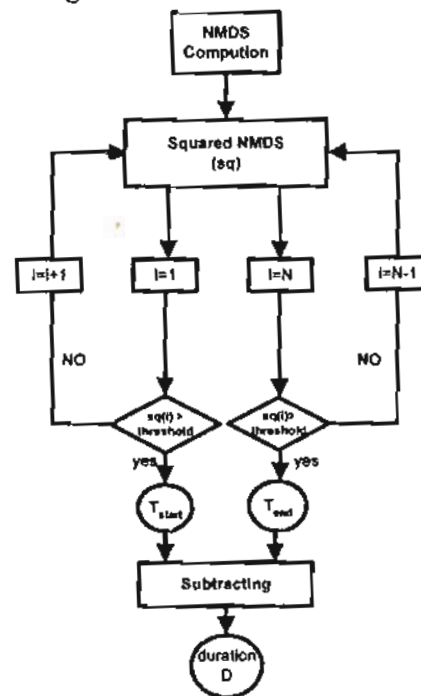 NMDS
Compution
Squared NMDS
(sq)
i=i+1
i=1
i=N
i=N-1
NO
NO
sq(i) >
threshold
sq(i)>
threshold
yes
yes
T start
T end
Subtracting
duration
D